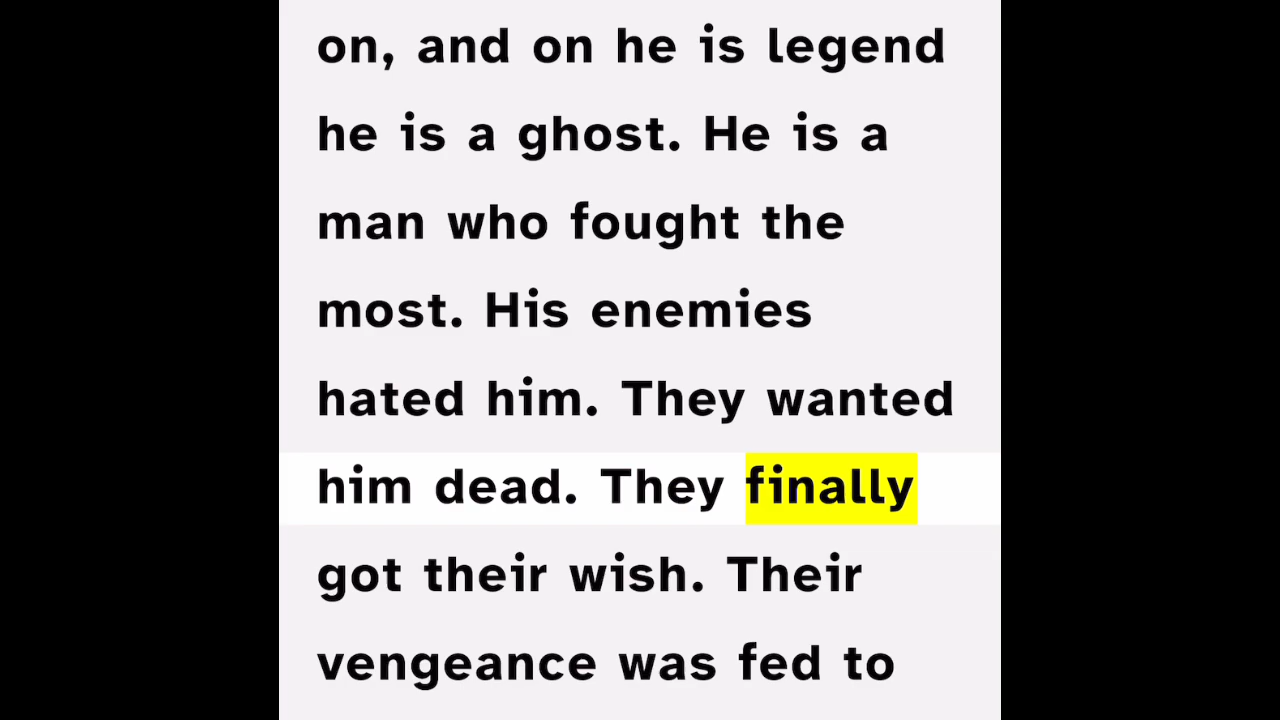 on, and on he is legend
he is a ghost. He is a
man who fought the
most. His enemies
hated him. They wanted
him dead. They finally
got their wish. Their
vengeance was fed to